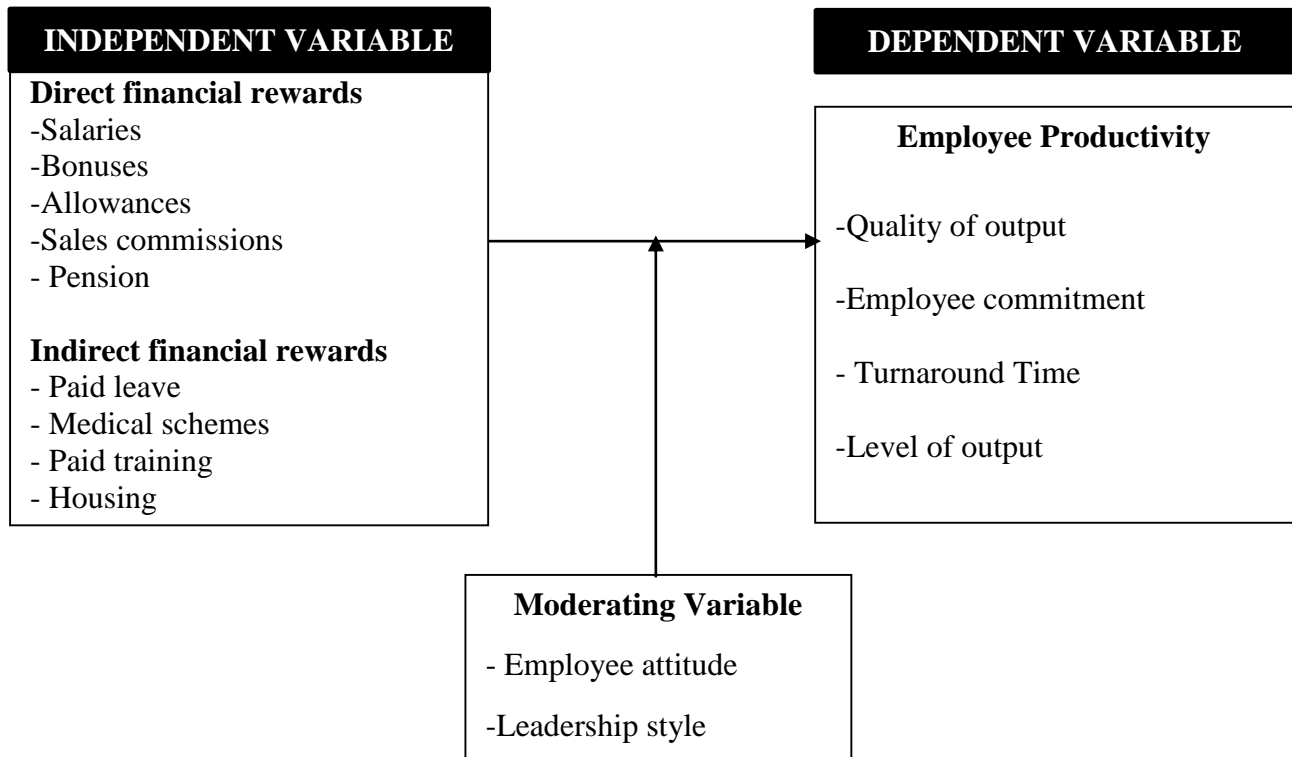 INDEPENDENT VARIABLE
Direct financial rewards
-Salaries
-Bonuses
-Allowances
-Sales commissions
- Pension
Indirect financial rewards
- Paid leave
- Medical schemes
- Paid training
- Housing
DEPENDENT VARIABLE
Employee Productivity
-Quality of output
-Employee commitment
- Turnaround Time
-Level of output
Moderating Variable
- Employee attitude
-Leadership style